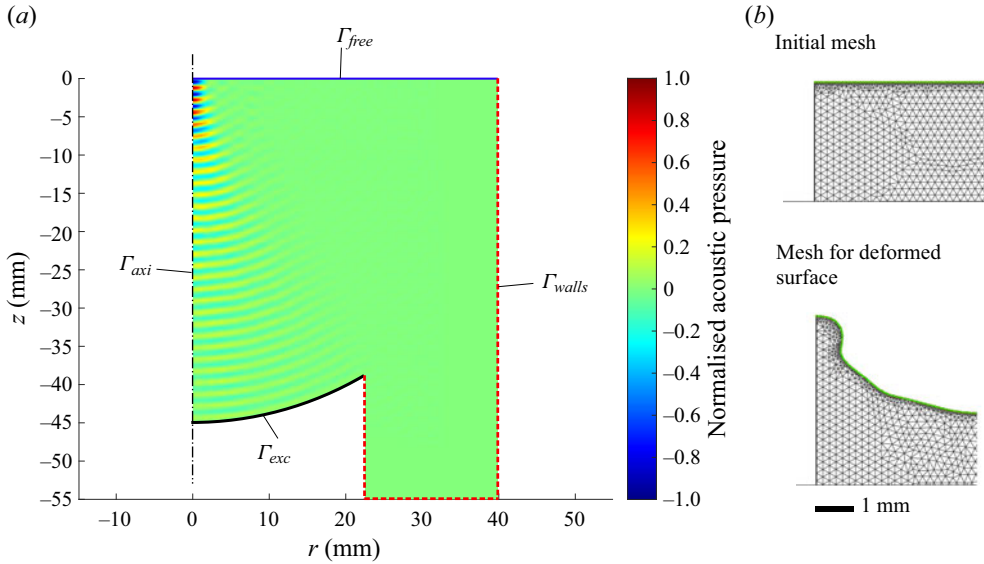 (a)
Γfree
0
–5
–10
–15
–20
–25
–30
–35
–40
–45
–50
–55
z (mm)
Γaxi
Γwalls
Γexc
–10
0
10
20
30
40
50
r (mm)
1.0
0.8
0.6
0.4
0.2
0
–0.2
–0.4
–0.6
–0.8
–1.0
Normalised acoustic pressure
(b)
Initial mesh
Mesh for deformed
surface
1 mm